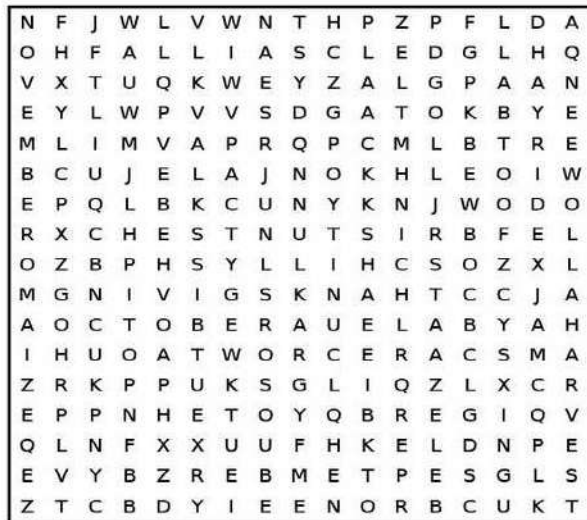 N F J W L V W N T H P Z P F L D A
O H F A L L I A S C L E D G L H Q
V X T U Q K W E Y Z A L G P A A N
E Y L W P V V S D G A T O K B Y E
M L I M V A P R Q P C M L B T R E
B C U J E L A J N O K H L E O I W
E P Q L B K C U N Y K N J W O D O
R X C H E S T N U T S I R B F E L
O Z B P H S Y L L I H C S O Z X L
M G N I V I G S K N A H T C C J A
A O C T O B E R A U E L A B Y A H
I H U O A T W O R C E R A C S M A
Z R K P P U K S G L I Q Z L X C R
E P P N H E T O Y Q B R E G I Q V
Q L N F X X U U F H K E L D N P E
E V Y B Z R E B M E T P E S G L S
Z T C B D Y I E E N O R B C U K T